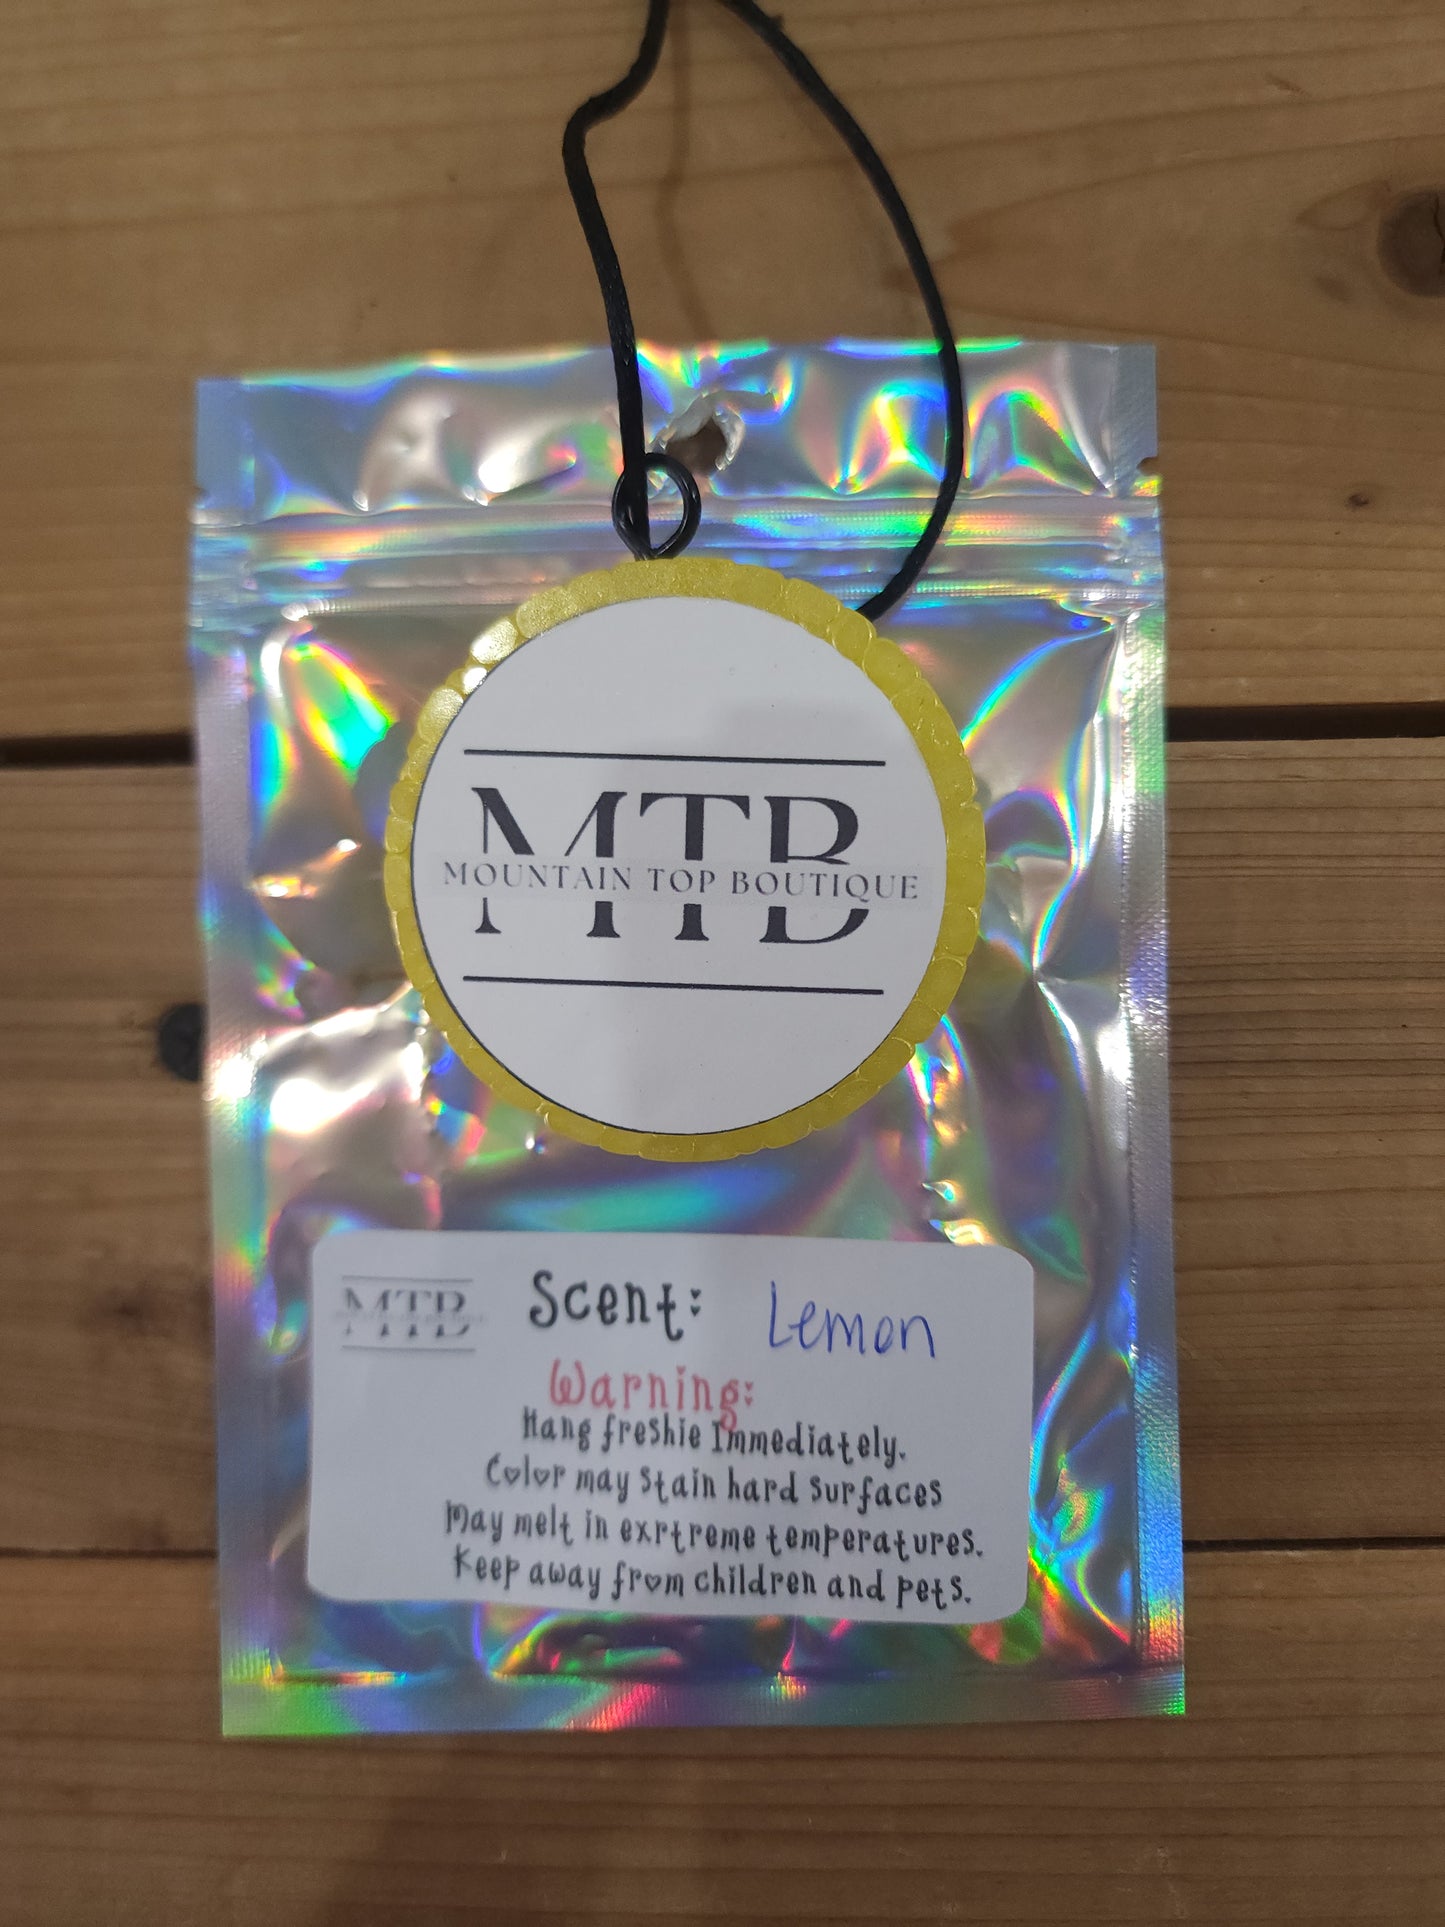 MTB
MOUNTAIN TOP BOUTIQUE
MTB
Scent: Lemon
Warning:
Hang freshie Immediately.
Color may stain hard surfaces
May melt in exrtreme temperatures.
Keep away from children and pets.